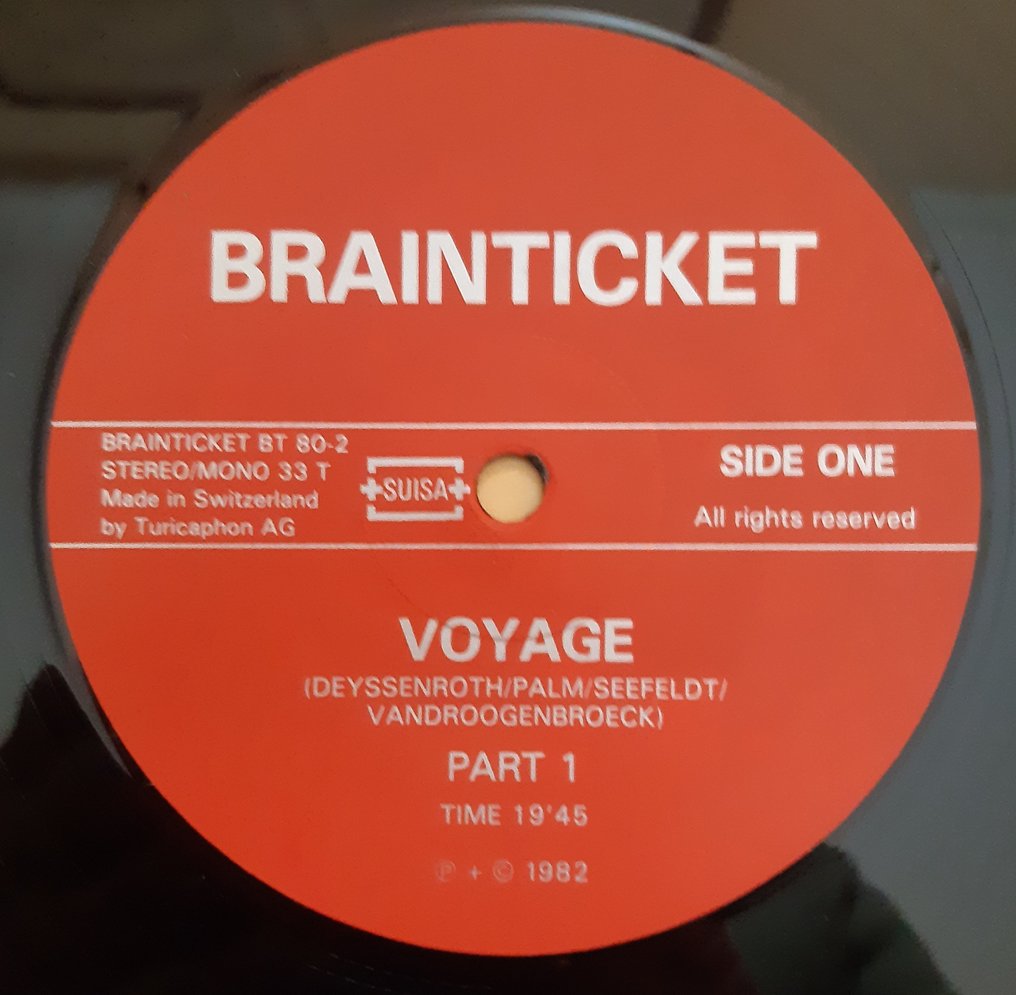 BRAINTICKET
BRAINTICKET BT 80-2
STEREO/MONO 33 T
Made in Switzerland
by Turicaphon AG
SUISA
SIDE ONE
All rights reserved
VOYAGE
(DEYSSENROTH/PALM/SEEFELDT/
VANDROOGENBROECK)
PART 1
TIME 19'45
℗ + © 1982